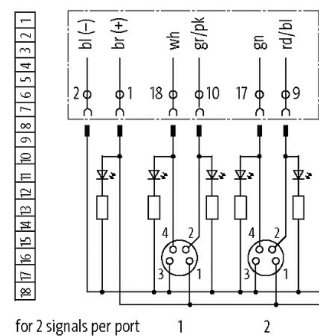 1 2 3 4 5 6 7 8 9 10 11 12 13 14 15 16 17 18
bl (–) br (+) wh gr/pk gn rd/bl
2 1 18 10 17 9
4 2 4 2
3 1 3 1
for 2 signals per port 1 2